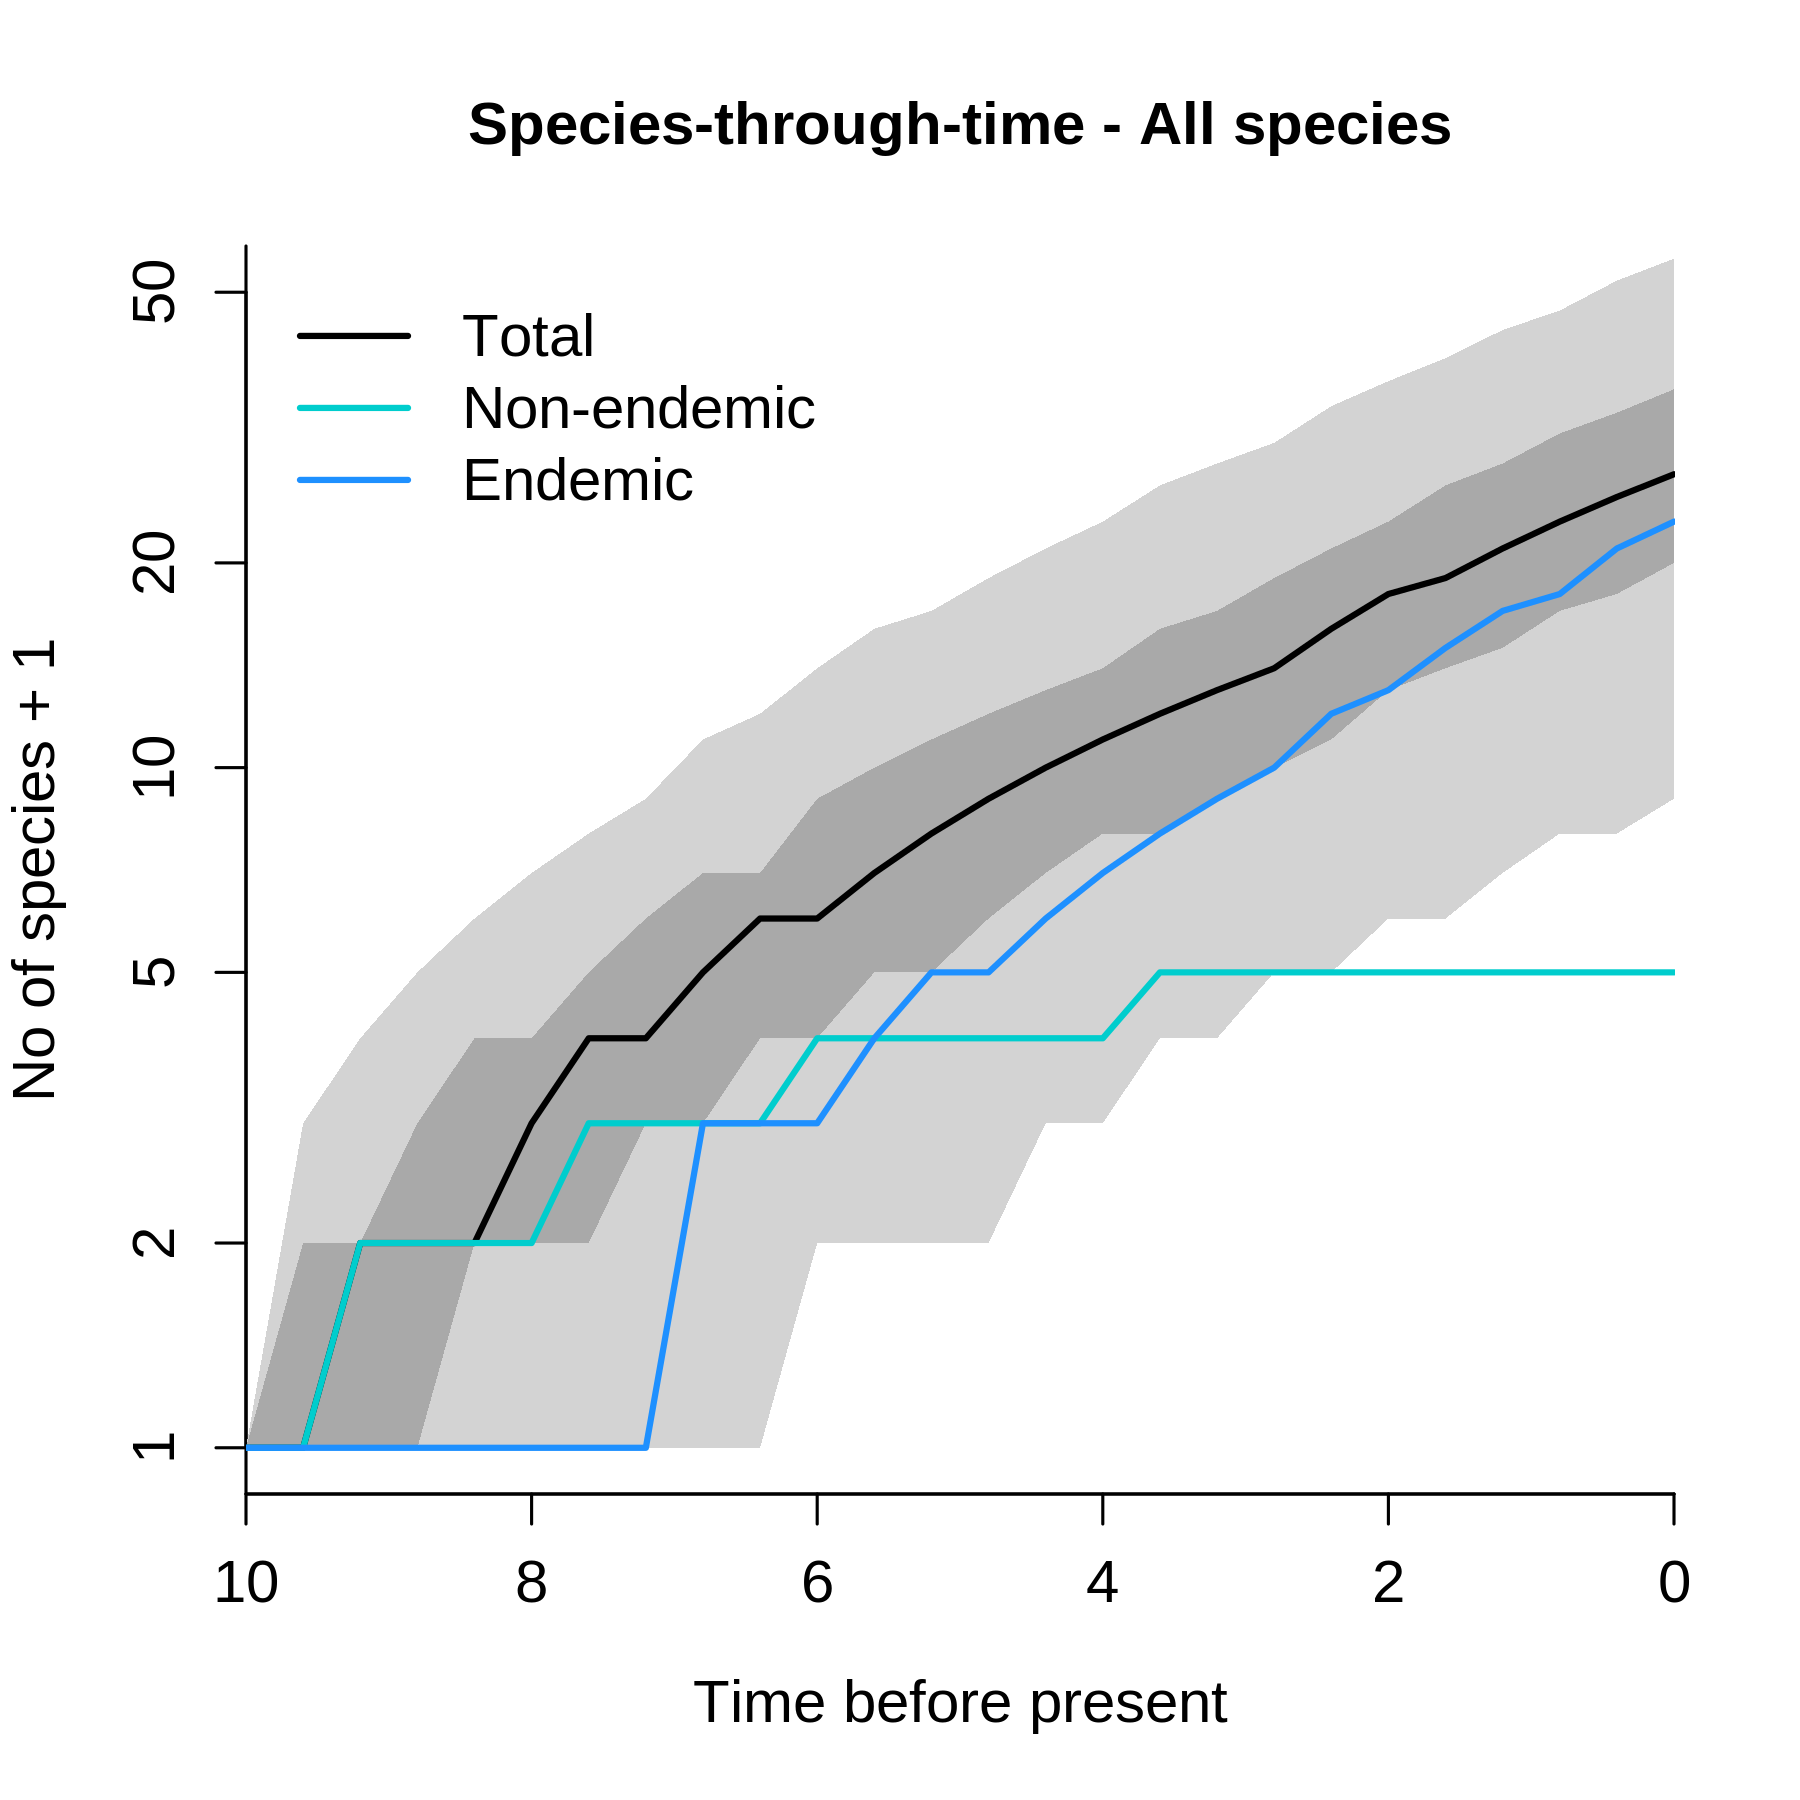 Species-through-time - All species
Total
Non-endemic
Endemic
No of species + 1
50
20
10
5
2
1
10 8 6 4 2 0
Time before present